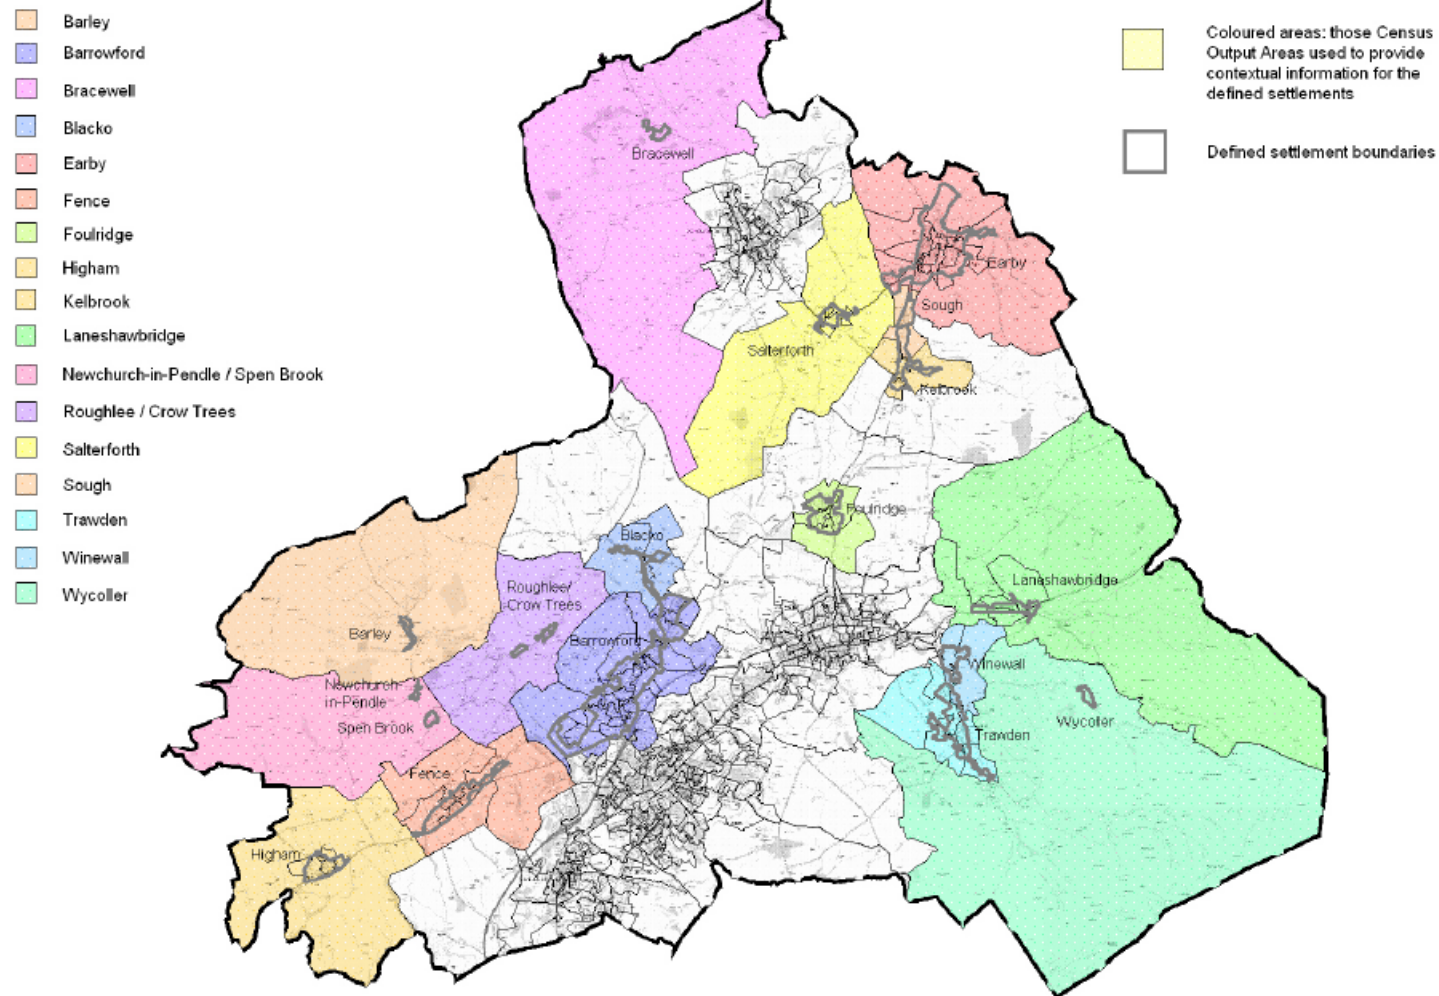 Barley
Barrowford
Bracewell
Blacko
Earby
Fence
Foulridge
Higham
Kelbrook
Laneshawbridge
Newchurch-in-Pendle / Spen Brook
Roughlee / Crow Trees
Salterforth
Sough
Trawden
Winewall
Wycoller
Coloured areas: those Census
Output Areas used to provide
contextual information for the
defined settlements
Defined settlement boundaries
Bracewell
Earby
Sough
Salterforth
Kelbrook
Foulridge
Blacko
Laneshawbridge
Roughlee/
Crow Trees
Barley
Barrowford
Winewall
Newchurch-
in-Pendle
Wycoller
Spen Brook
Trawden
Fence
Higham